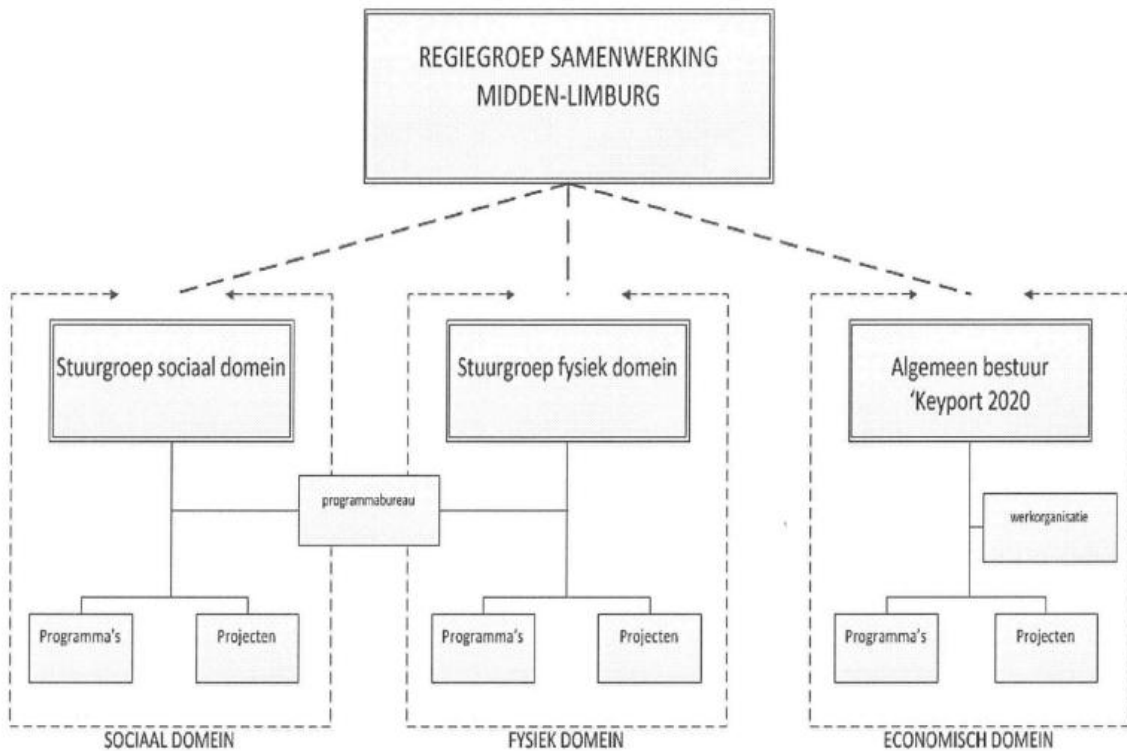 REGIEGROEP SAMENWERKING
MIDDEN-LIMBURG
Stuurgroep sociaal domein
Stuurgroep fysiek domein
Algemeen bestuur
‘Keyport 2020
programmabureau
werkorganisatie
Programma's
Projecten
Programma's
Projecten
Programma's
Projecten
SOCIAAL DOMEIN
FYSIEK DOMEIN
ECONOMISCH DOMEIN